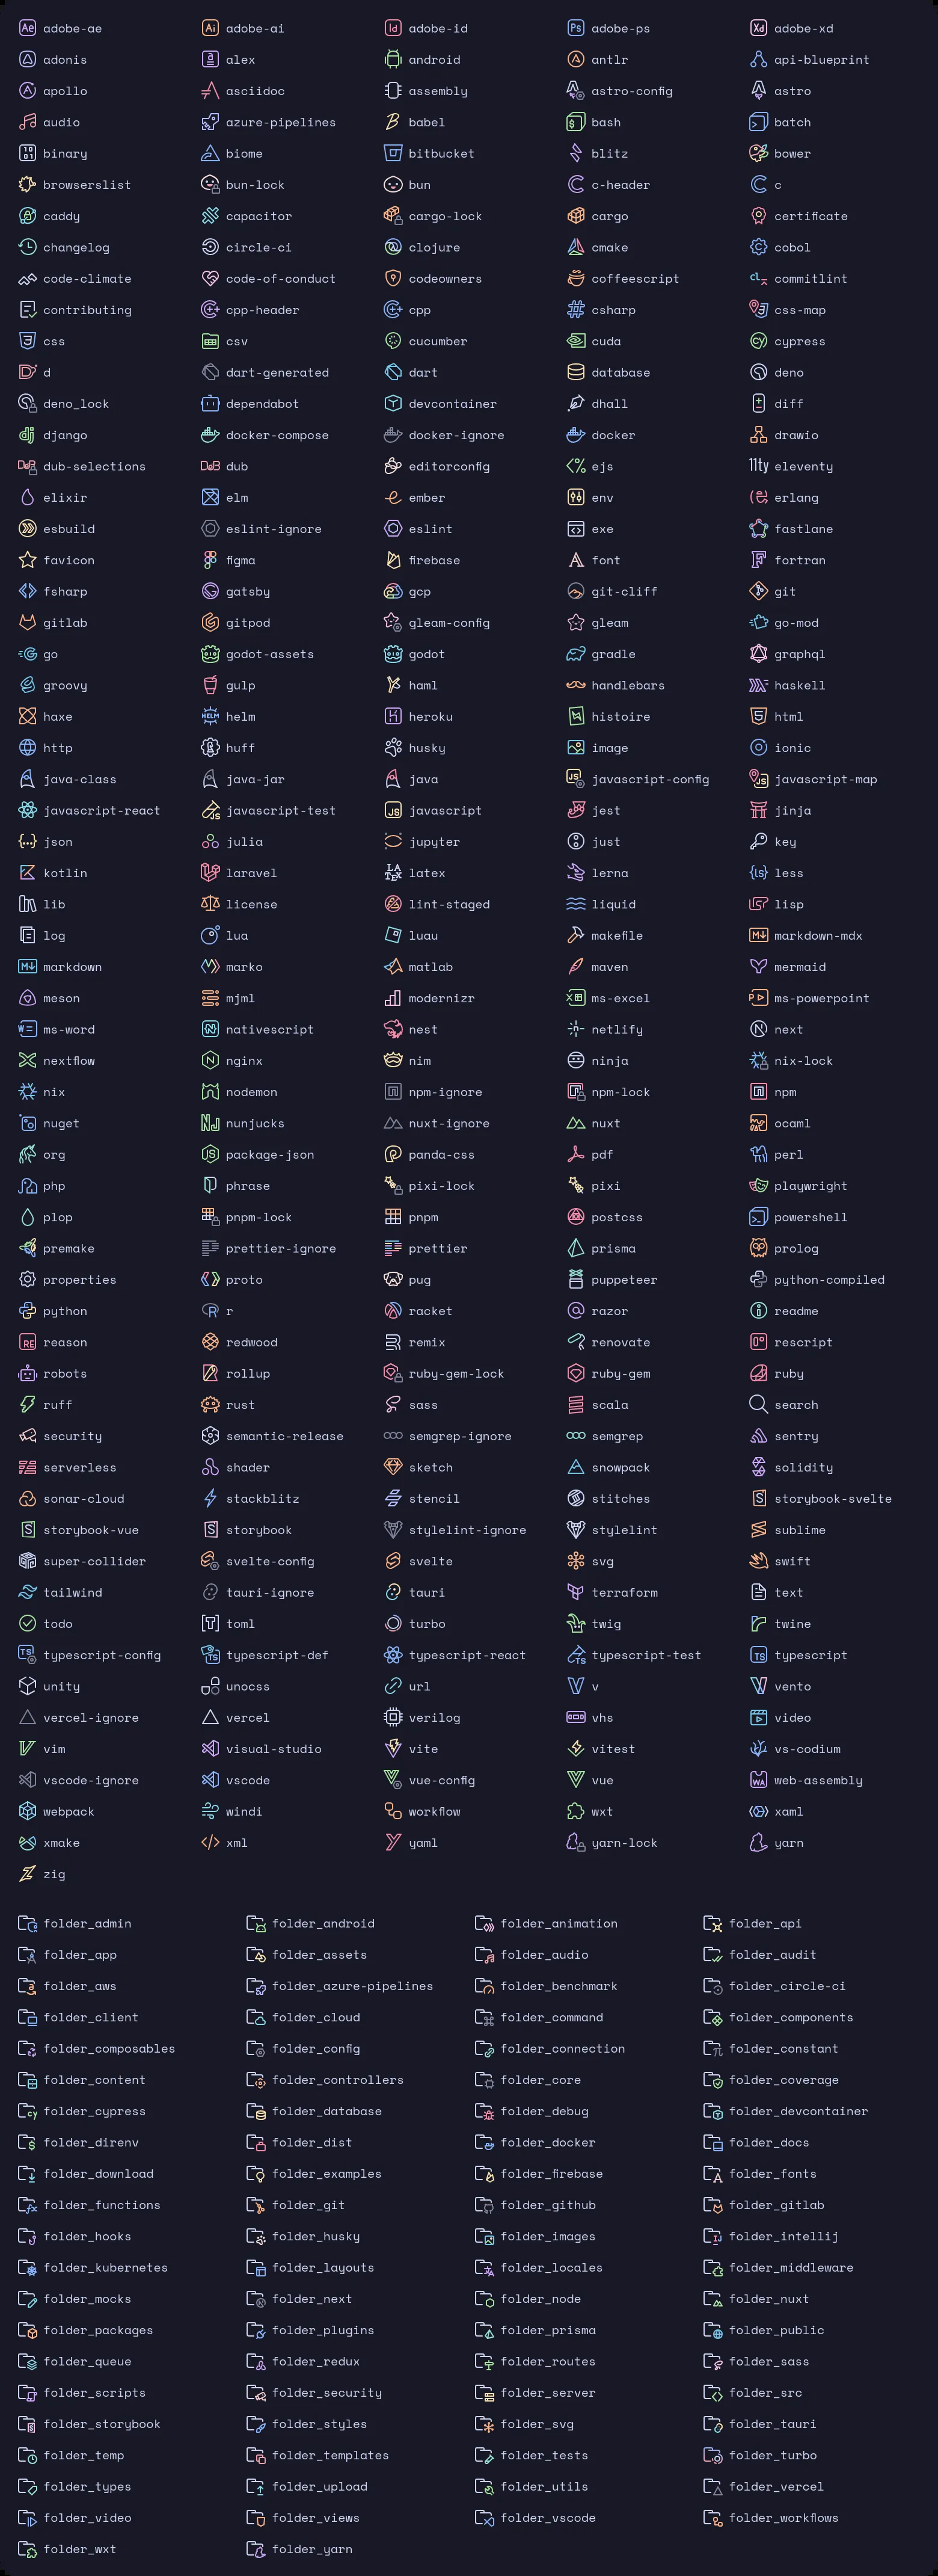 adobe-ae adobe-ai adobe-id adobe-ps adobe-xd
adonis alex android antlr api-blueprint
apollo asciidoc assembly astro-config astro
audio azure-pipelines babel bash batch
binary biome bitbucket blitz bower
browserslist bun-lock bun c-header c
caddy capacitor cargo-lock cargo certificate
changelog circle-ci clojure cmake cobol
code-climate code-of-conduct codeowners coffeescript commitlint
contributing cpp-header cpp csharp css-map
css csv cucumber cuda cypress
d dart-generated dart database deno
deno_lock dependabot devcontainer dhall diff
django docker-compose docker-ignore docker drawio
dub-selections dub editorconfig ejs eleventy
elixir elm ember env erlang
esbuild eslint-ignore eslint exe fastlane
favicon figma firebase font fortran
fsharp gatsby gcp git-cliff git
gitlab gitpod gleam-config gleam go-mod
go godot-assets godot gradle graphql
groovy gulp haml handlebars haskell
haxe helm heroku histoire html
http huff husky image ionic
java-class java-jar java javascript-config javascript-map
javascript-react javascript-test javascript jest jinja
json julia jupyter just key
kotlin laravel latex lerna less
lib license lint-staged liquid lisp
log lua luau makefile markdown-mdx
markdown marko matlab maven mermaid
meson mjml modernizr ms-excel ms-powerpoint
ms-word nativescript nest netlify next
nextflow nginx nim ninja nix-lock
nix nodemon npm-ignore npm-lock npm
nuget nunjucks nuxt-ignore nuxt ocaml
org package-json panda-css pdf perl
php phrase pixi-lock pixi playwright
plop pnpm-lock pnpm postcss powershell
premake prettier-ignore prettier prisma prolog
properties proto pug puppeteer python-compiled
python r racket razor readme
reason redwood remix renovate rescript
robots rollup ruby-gem-lock ruby-gem ruby
ruff rust sass scala search
security semantic-release semgrep-ignore semgrep sentry
serverless shader sketch snowpack solidity
sonar-cloud stackblitz stencil stitches storybook-svelte
storybook-vue storybook stylelint-ignore stylelint sublime
super-collider svelte-config svelte svg swift
tailwind tauri-ignore tauri terraform text
todo toml turbo twig twine
typescript-config typescript-def typescript-react typescript-test typescript
unity unocss url v vento
vercel-ignore vercel verilog vhs video
vim visual-studio vite vitest vs-codium
vscode-ignore vscode vue-config vue web-assembly
webpack windi workflow wxt xaml
xmake xml yaml yarn-lock yarn
zig
folder_admin folder_android folder_animation folder_api
folder_app folder_assets folder_audio folder_audit
folder_aws folder_azure-pipelines folder_benchmark folder_circle-ci
folder_client folder_cloud folder_command folder_components
folder_composables folder_config folder_connection folder_constant
folder_content folder_controllers folder_core folder_coverage
folder_cypress folder_database folder_debug folder_devcontainer
folder_direnv folder_dist folder_docker folder_docs
folder_download folder_examples folder_firebase folder_fonts
folder_functions folder_git folder_github folder_gitlab
folder_hooks folder_husky folder_images folder_intellij
folder_kubernetes folder_layouts folder_locales folder_middleware
folder_mocks folder_next folder_node folder_nuxt
folder_packages folder_plugins folder_prisma folder_public
folder_queue folder_redux folder_routes folder_sass
folder_scripts folder_security folder_server folder_src
folder_storybook folder_styles folder_svg folder_tauri
folder_temp folder_templates folder_tests folder_turbo
folder_types folder_upload folder_utils folder_vercel
folder_video folder_views folder_vscode folder_workflows
folder_wxt folder_yarn